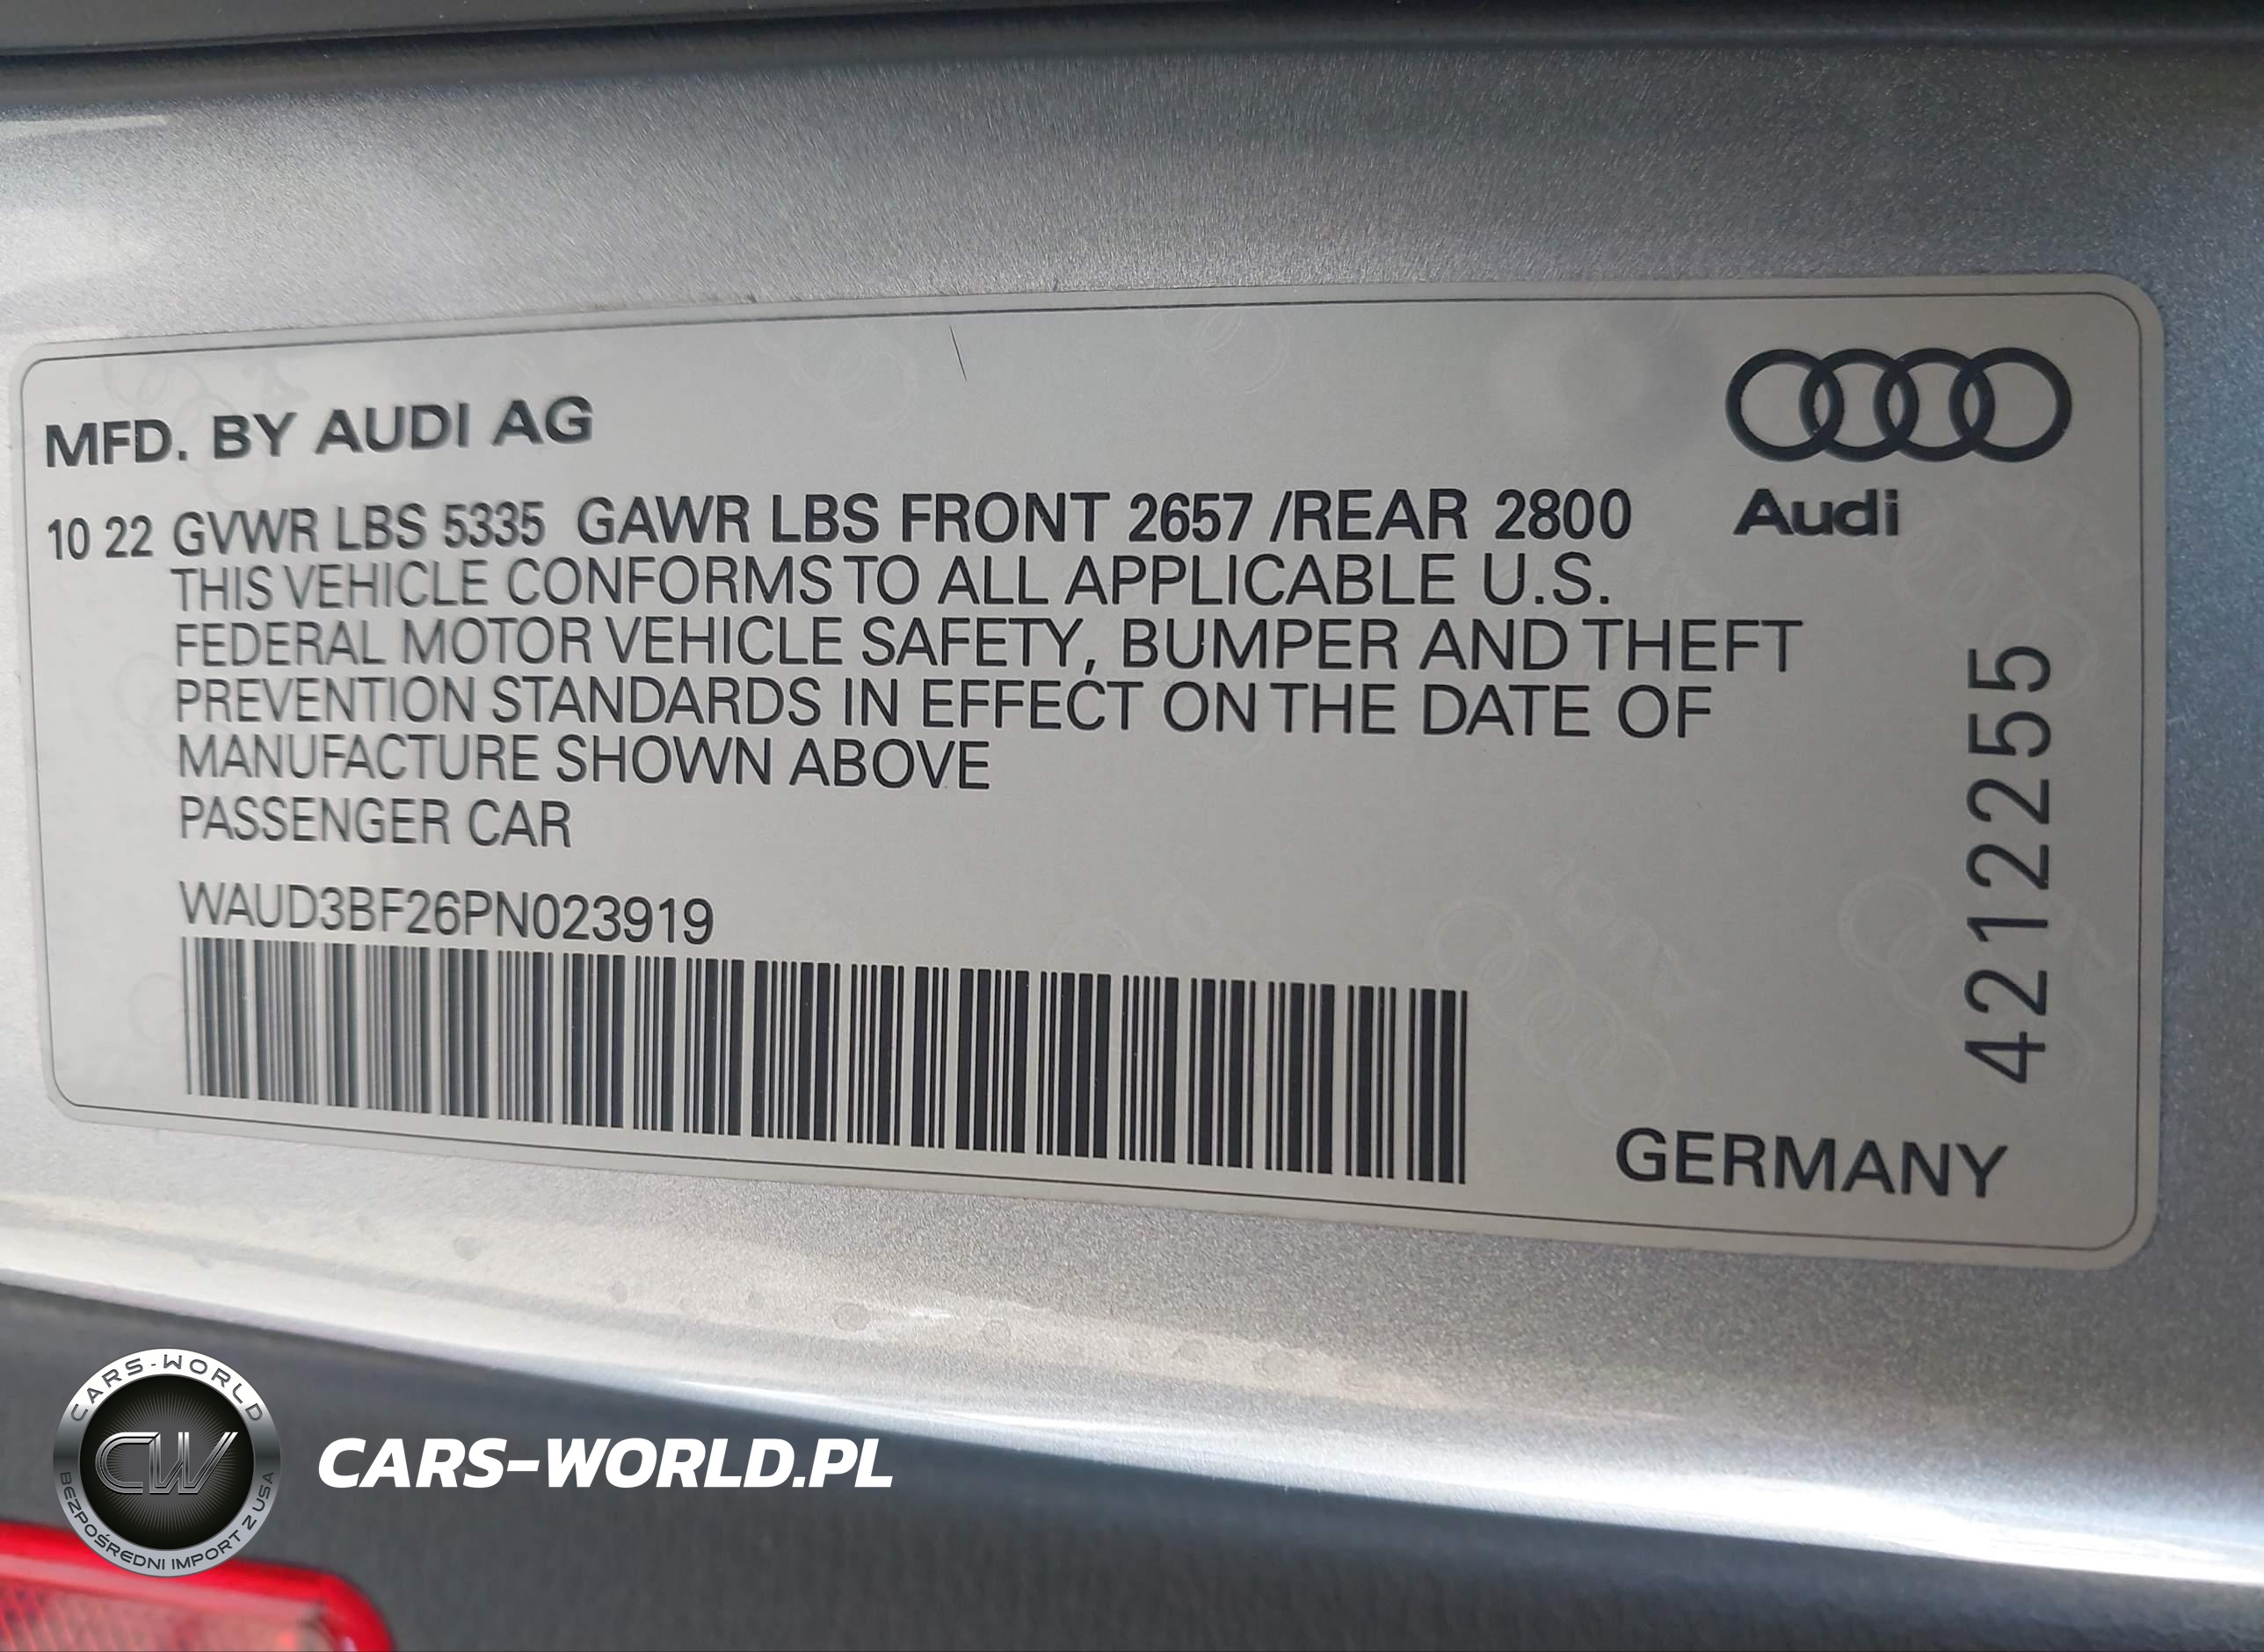 MFD. BY AUDI AG
10 22 GVWR LBS 5335 GAWR LBS FRONT 2657 /REAR 2800
THIS VEHICLE CONFORMS TO ALL APPLICABLE U.S.
FEDERAL MOTOR VEHICLE SAFETY, BUMPER AND THEFT
PREVENTION STANDARDS IN EFFECT ON THE DATE OF
MANUFACTURE SHOWN ABOVE
PASSENGER CAR
WAUD3BF26PN023919
Audi
4212255
GERMANY
CARS-WORLD
CW
BEZPOŚREDNI IMPORT Z USA
CARS-WORLD.PL